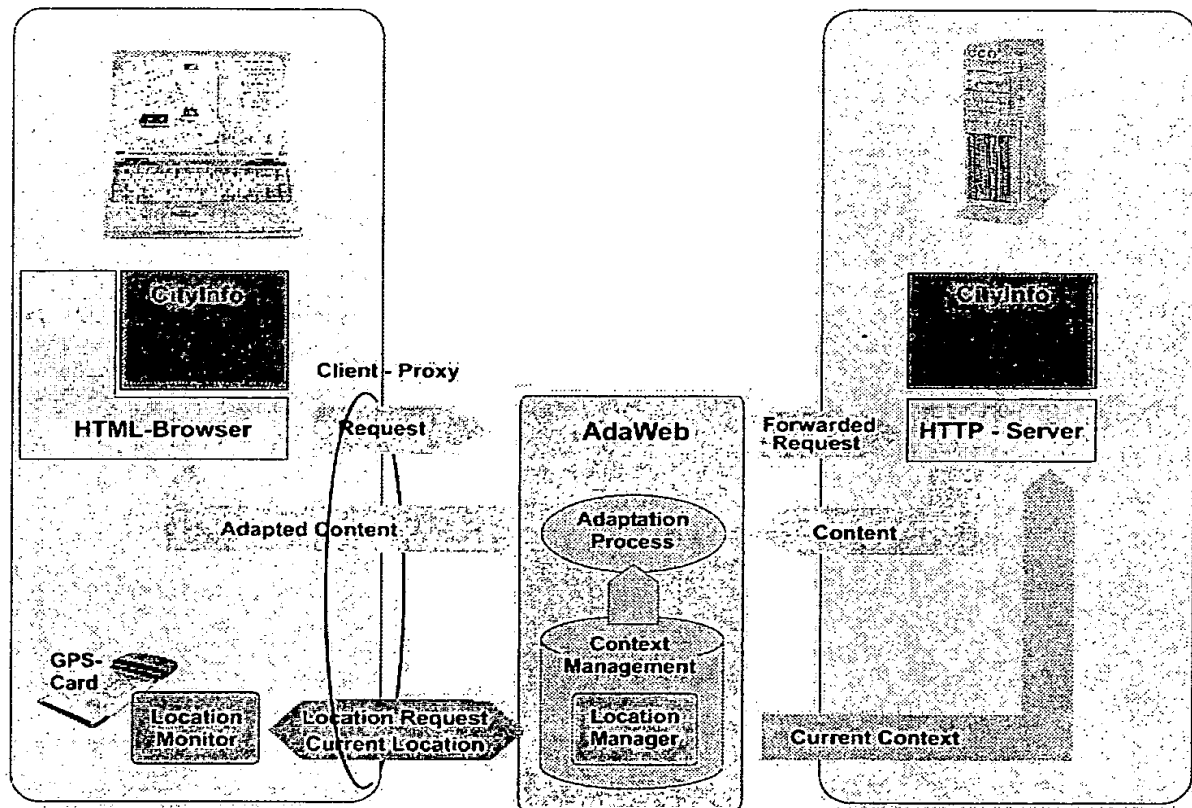 eco
CityInfo
CityInfo
Client - Proxy
HTML-Browser
Request
AdaWeb
Forwarded
Request
HTTP - Server
Adapted Content
Adaptation
Process
Content
GPS-
Card
Context
Management
Location
Monitor
Location Request
Current Location
Location
Manager
Current Context